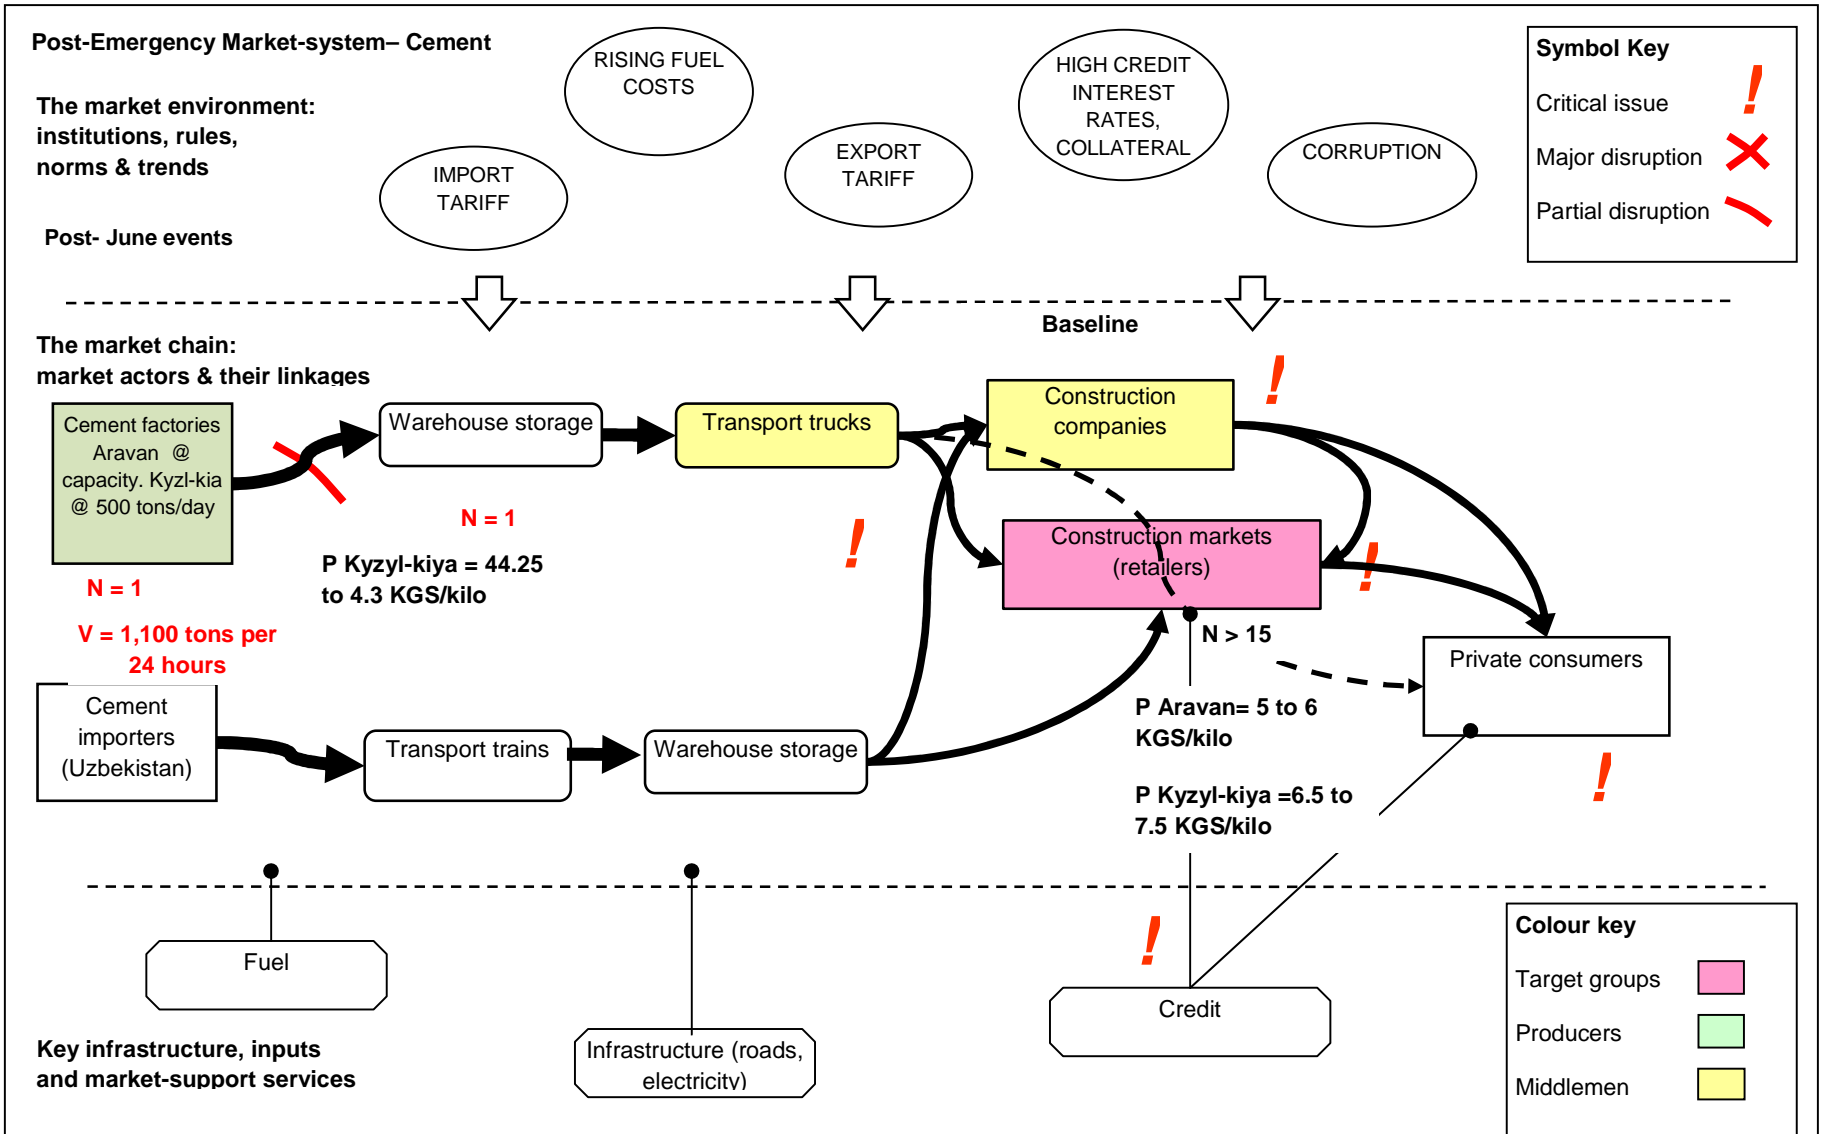 Post-Emergency Market-system– Cement
The market environment:
institutions, rules,
norms & trends
Post- June events
RISING FUEL
COSTS
IMPORT
TARIFF
EXPORT
TARIFF
HIGH CREDIT
INTEREST
RATES,
COLLATERAL
CORRUPTION
Symbol Key
Critical issue !
Major disruption
Partial disruption
Baseline
The market chain:
market actors & their linkages
Cement factories
Aravan @
capacity. Kyzl-kia
@ 500 tons/day
Warehouse storage
Transport trucks
Construction
companies
!
N = 1
P Kyzyl-kiya = 44.25
to 4.3 KGS/kilo
!
Construction markets
(retailers)
!
N = 1
V = 1,100 tons per
24 hours
N > 15
Private consumers
Cement
importers
(Uzbekistan)
Transport trains
Warehouse storage
P Aravan= 5 to 6
KGS/kilo
P Kyzyl-kiya =6.5 to
7.5 KGS/kilo
!
!
Fuel
Infrastructure (roads,
electricity)
Credit
Key infrastructure, inputs
and market-support services
Colour key
Target groups
Producers
Middlemen